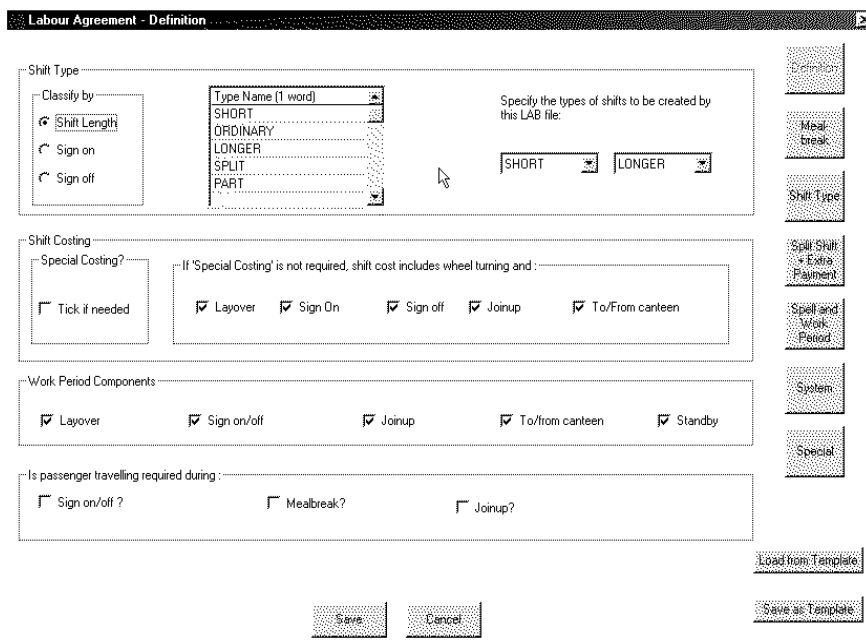 Labour Agreement - Definition
Shift Type
Classify by
Shift Length
Sign on
Sign off
Type Name (1 word)
SHORT
ORDINARY
LONGER
SPLIT
PART
Specify the types of shifts to be created by
this LAB file:
SHORT
LONGER
Definition
Meal
break
Shift Type
Split Shift
+ Extra
Payment
Spell and
Work
Period
System
Special
Shift Costing
Special Costing?
Tick if needed
If 'Special Costing' is not required, shift cost includes wheel turning and :
Layover
Sign On
Sign off
Joinup
To/From canteen
Work Period Components
Layover
Sign on/off
Joinup
To/from canteen
Standby
Is passenger travelling required during :
Sign on/off ?
Mealbreak?
Joinup?
Load from Template
Save as Template
Save
Cancel